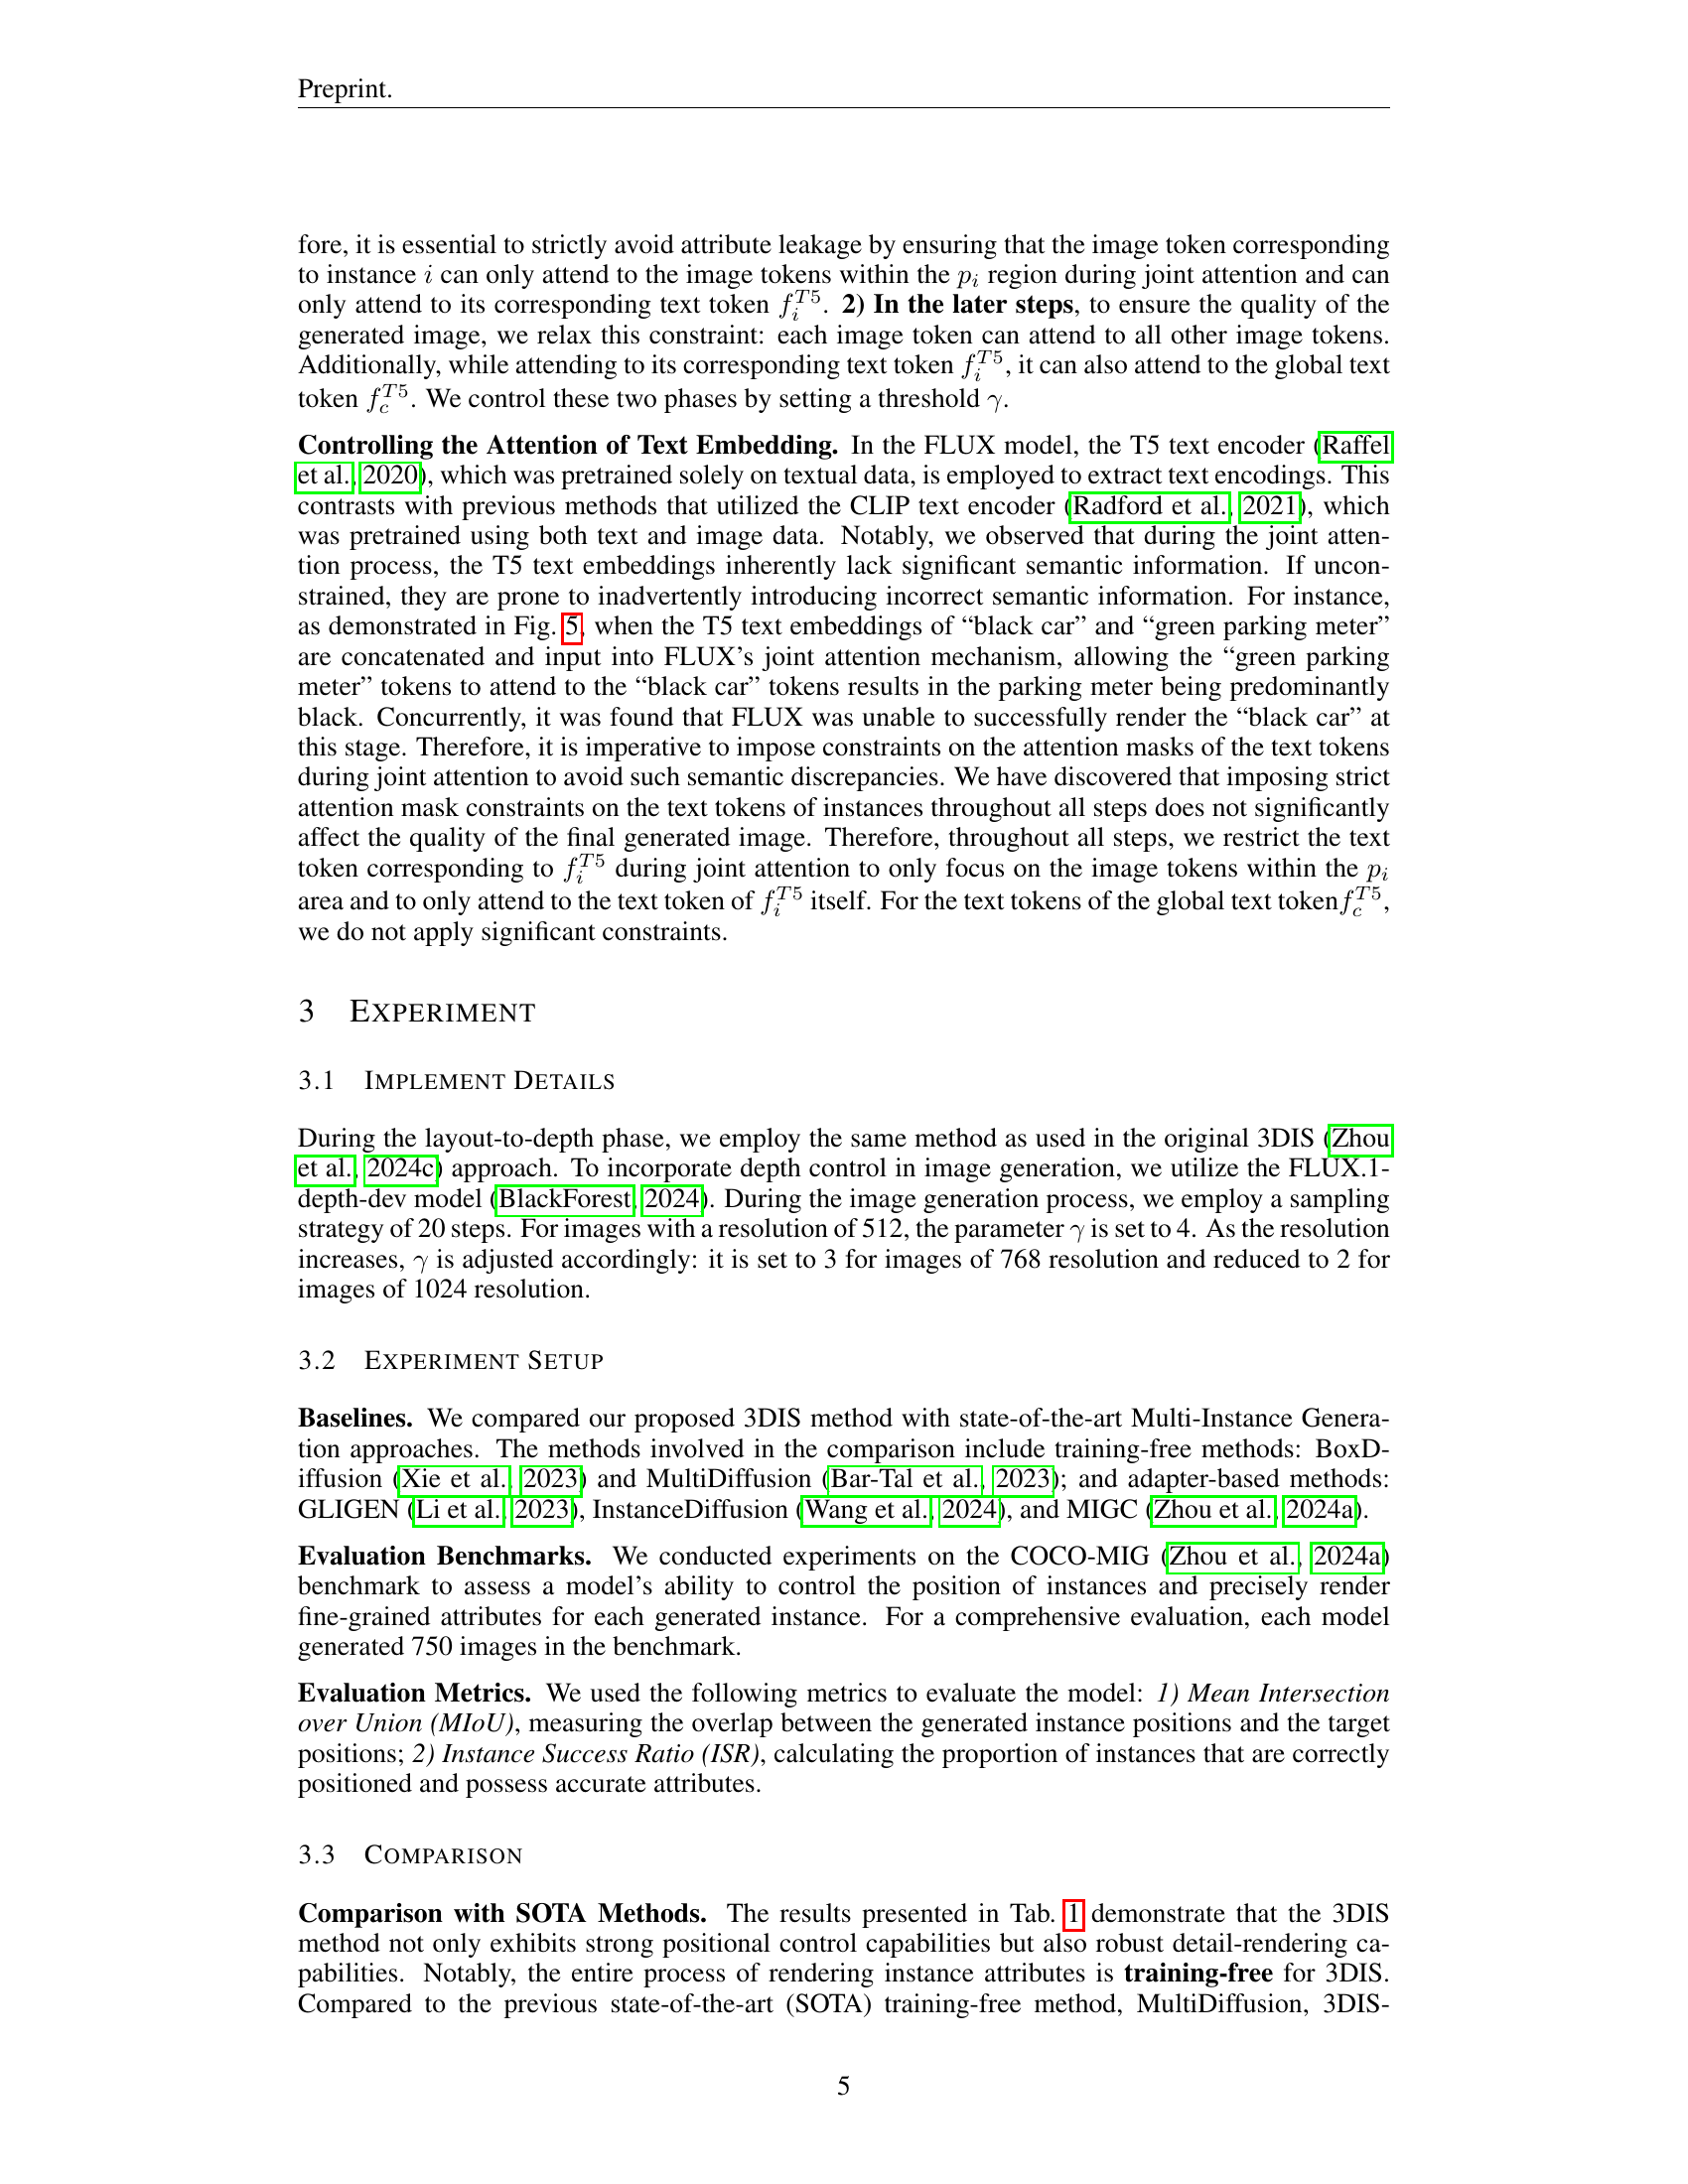 Preprint.
fore, it is essential to strictly avoid attribute leakage by ensuring that the image token corresponding
to instance i can only attend to the image tokens within the p_i region during joint attention and can
only attend to its corresponding text token f_i^{T5}. 2) In the later steps, to ensure the quality of the
generated image, we relax this constraint: each image token can attend to all other image tokens.
Additionally, while attending to its corresponding text token f_i^{T5}, it can also attend to the global text
token f_c^{T5}. We control these two phases by setting a threshold γ.
Controlling the Attention of Text Embedding. In the FLUX model, the T5 text encoder (Raffel
et al., 2020), which was pretrained solely on textual data, is employed to extract text encodings. This
contrasts with previous methods that utilized the CLIP text encoder (Radford et al., 2021), which
was pretrained using both text and image data. Notably, we observed that during the joint atten-
tion process, the T5 text embeddings inherently lack significant semantic information. If uncon-
strained, they are prone to inadvertently introducing incorrect semantic information. For instance,
as demonstrated in Fig. 5, when the T5 text embeddings of “black car” and “green parking meter”
are concatenated and input into FLUX’s joint attention mechanism, allowing the “green parking
meter” tokens to attend to the “black car” tokens results in the parking meter being predominantly
black. Concurrently, it was found that FLUX was unable to successfully render the “black car” at
this stage. Therefore, it is imperative to impose constraints on the attention masks of the text tokens
during joint attention to avoid such semantic discrepancies. We have discovered that imposing strict
attention mask constraints on the text tokens of instances throughout all steps does not significantly
affect the quality of the final generated image. Therefore, throughout all steps, we restrict the text
token corresponding to f_i^{T5} during joint attention to only focus on the image tokens within the p_i
area and to only attend to the text token of f_i^{T5} itself. For the text tokens of the global text tokenf_c^{T5},
we do not apply significant constraints.
3 EXPERIMENT
3.1 IMPLEMENT DETAILS
During the layout-to-depth phase, we employ the same method as used in the original 3DIS (Zhou
et al., 2024c) approach. To incorporate depth control in image generation, we utilize the FLUX.1-
depth-dev model (BlackForest, 2024). During the image generation process, we employ a sampling
strategy of 20 steps. For images with a resolution of 512, the parameter γ is set to 4. As the resolution
increases, γ is adjusted accordingly: it is set to 3 for images of 768 resolution and reduced to 2 for
images of 1024 resolution.
3.2 EXPERIMENT SETUP
Baselines. We compared our proposed 3DIS method with state-of-the-art Multi-Instance Genera-
tion approaches. The methods involved in the comparison include training-free methods: BoxD-
iffusion (Xie et al., 2023) and MultiDiffusion (Bar-Tal et al., 2023); and adapter-based methods:
GLIGEN (Li et al., 2023), InstanceDiffusion (Wang et al., 2024), and MIGC (Zhou et al., 2024a).
Evaluation Benchmarks. We conducted experiments on the COCO-MIG (Zhou et al., 2024a)
benchmark to assess a model’s ability to control the position of instances and precisely render
fine-grained attributes for each generated instance. For a comprehensive evaluation, each model
generated 750 images in the benchmark.
Evaluation Metrics. We used the following metrics to evaluate the model: 1) Mean Intersection
over Union (MIoU), measuring the overlap between the generated instance positions and the target
positions; 2) Instance Success Ratio (ISR), calculating the proportion of instances that are correctly
positioned and possess accurate attributes.
3.3 COMPARISON
Comparison with SOTA Methods. The results presented in Tab. 1 demonstrate that the 3DIS
method not only exhibits strong positional control capabilities but also robust detail-rendering ca-
pabilities. Notably, the entire process of rendering instance attributes is training-free for 3DIS.
Compared to the previous state-of-the-art (SOTA) training-free method, MultiDiffusion, 3DIS-
5